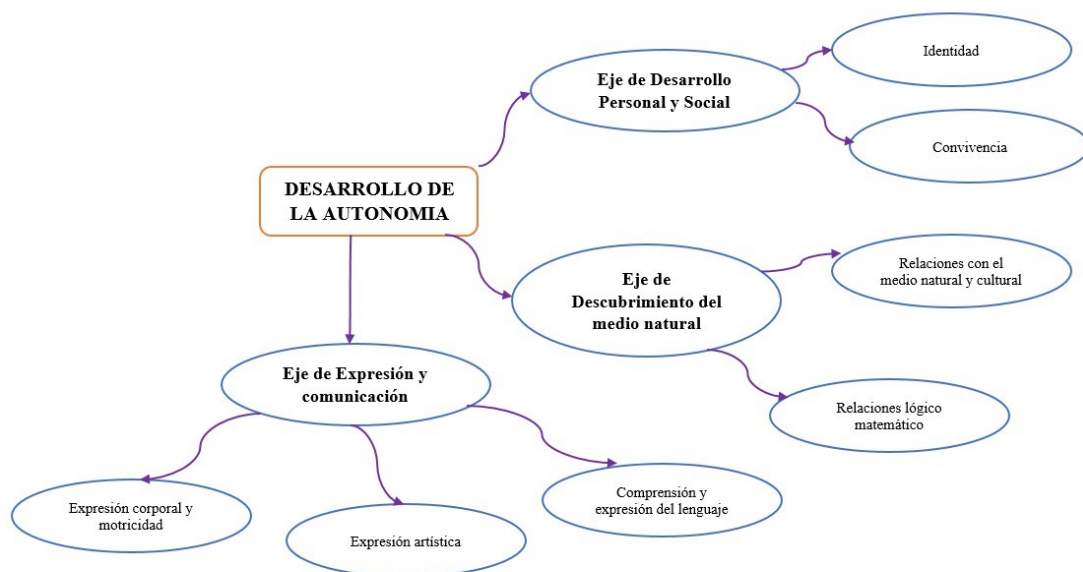 Identidad
Eje de Desarrollo
Personal y Social
Convivencia
DESARROLLO DE
LA AUTONOMIA
Relaciones con el
medio natural y cultural
Eje de
Descubrimiento del
medio natural
Eje de Expresión y
comunicación
Relaciones lógico
matemático
Comprensión y
expresión del lenguaje
Expresión corporal y
motricidad
Expresión artística